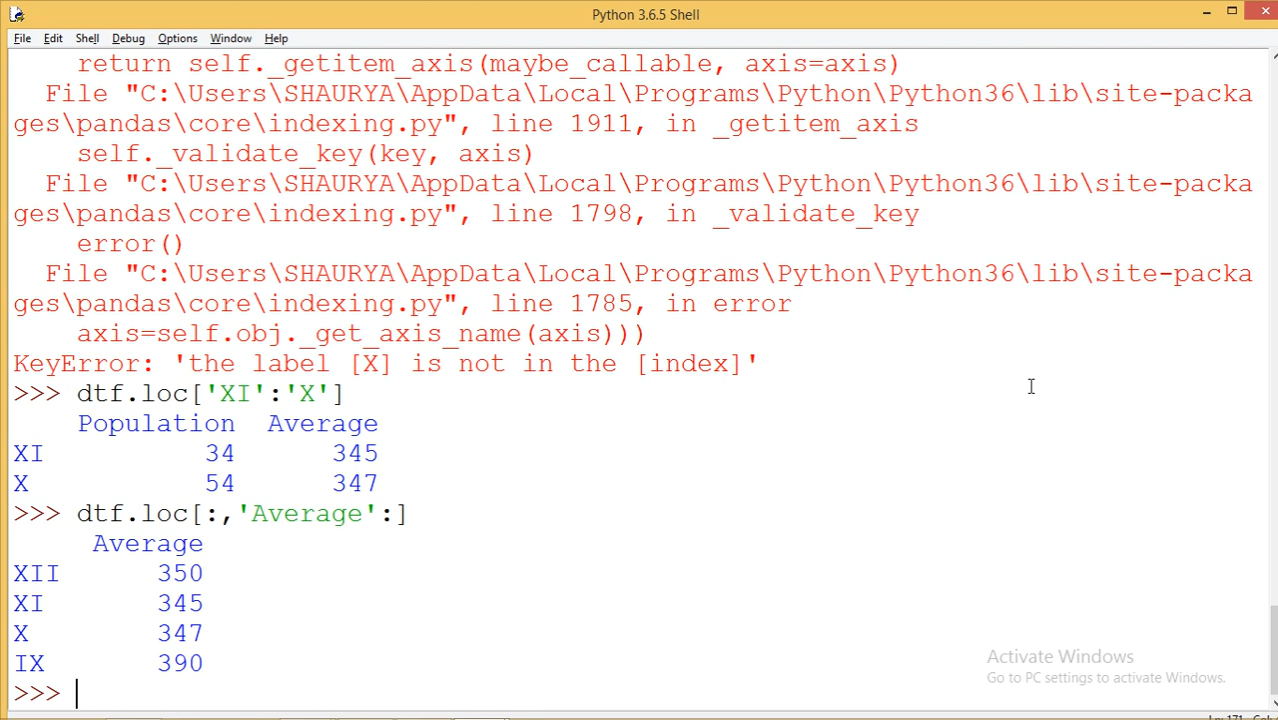 Python 3.6.5 Shell
File Edit Shell Debug Options Window Help
return self._getitem_axis(maybe_callable, axis=axis)
File "C:\Users\SHAURYA\AppData\Local\Programs\Python\Python36\lib\site-packa
ges\pandas\core\indexing.py", line 1911, in _getitem_axis
self._validate_key(key, axis)
File "C:\Users\SHAURYA\AppData\Local\Programs\Python\Python36\lib\site-packa
ges\pandas\core\indexing.py", line 1798, in _validate_key
error()
File "C:\Users\SHAURYA\AppData\Local\Programs\Python\Python36\lib\site-packa
ges\pandas\core\indexing.py", line 1785, in error
axis=self.obj._get_axis_name(axis)))
KeyError: 'the label [X] is not in the [index]'
>>> dtf.loc['XI':'X']
Population Average
XI 34 345
X 54 347
>>> dtf.loc[:,'Average':]
Average
XII 350
XI 345
X 347
IX 390
>>>
Activate Windows
Go to PC settings to activate Windows.